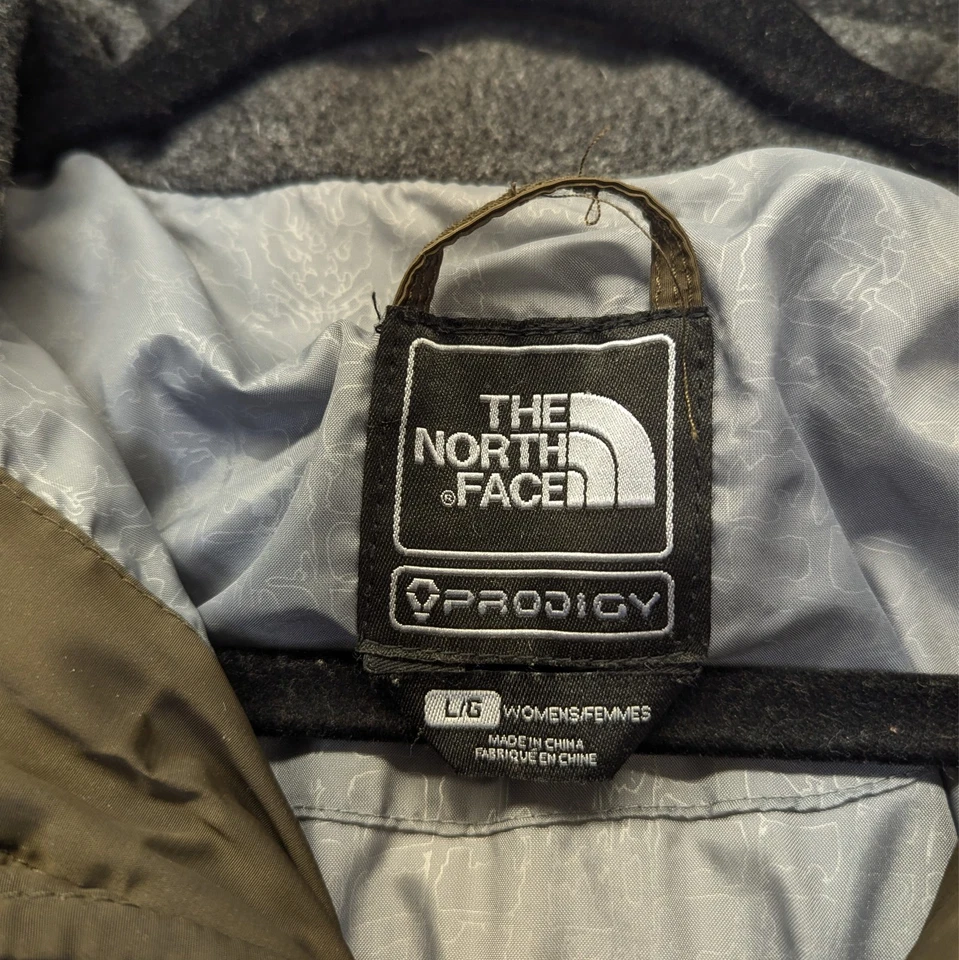 THE
NORTH
® FACE
PRODIGY
L/G WOMENS/FEMMES
MADE IN CHINA
FABRIQUE EN CHINE